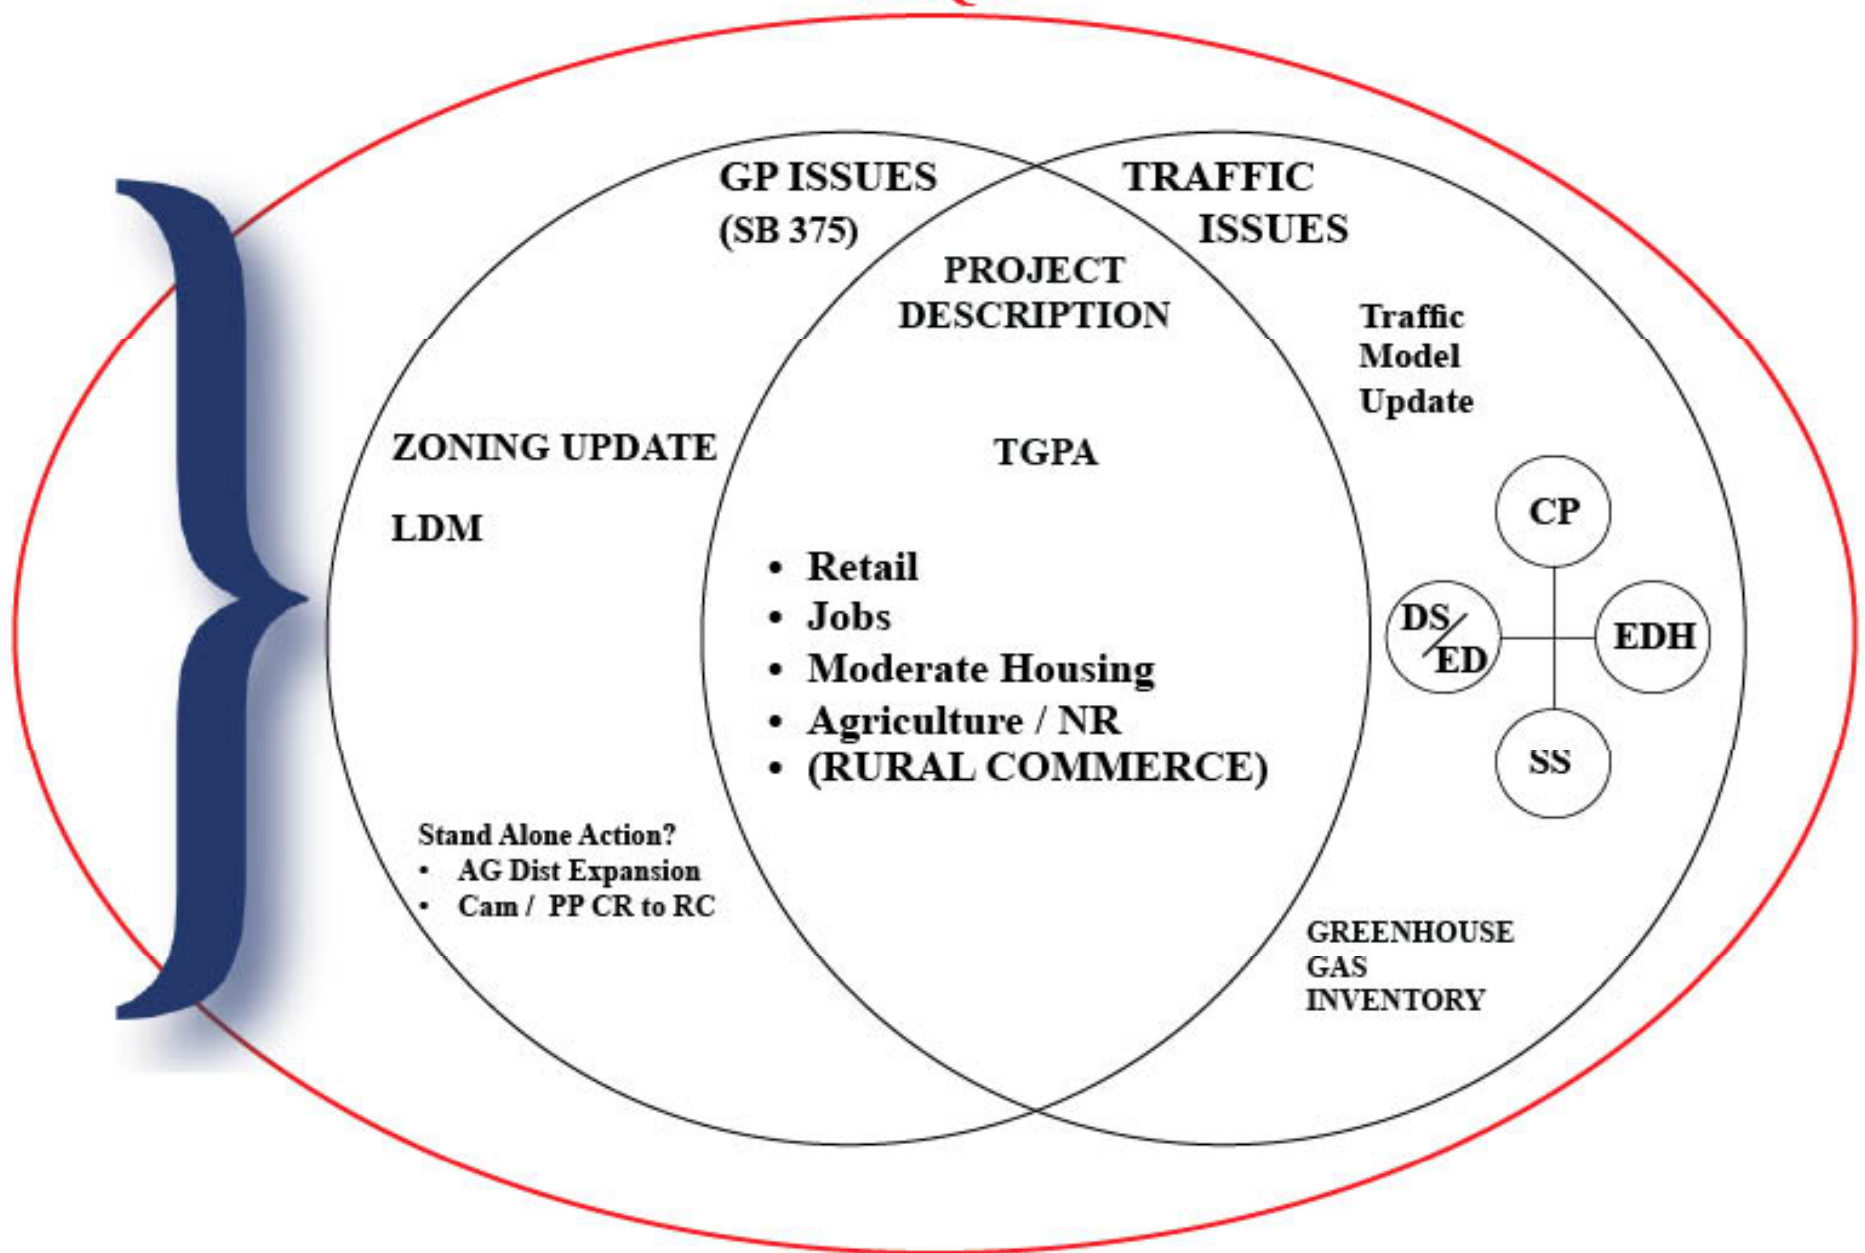 GP ISSUES
(SB 375)
TRAFFIC
ISSUES
PROJECT
DESCRIPTION
Traffic
Model
Update
ZONING UPDATE
LDM
TGPA
• Retail
• Jobs
• Moderate Housing
• Agriculture / NR
• (RURAL COMMERCE)
CP
DS/
ED
EDH
SS
Stand Alone Action?
• AG Dist Expansion
• Cam / PP CR to RC
GREENHOUSE
GAS
INVENTORY